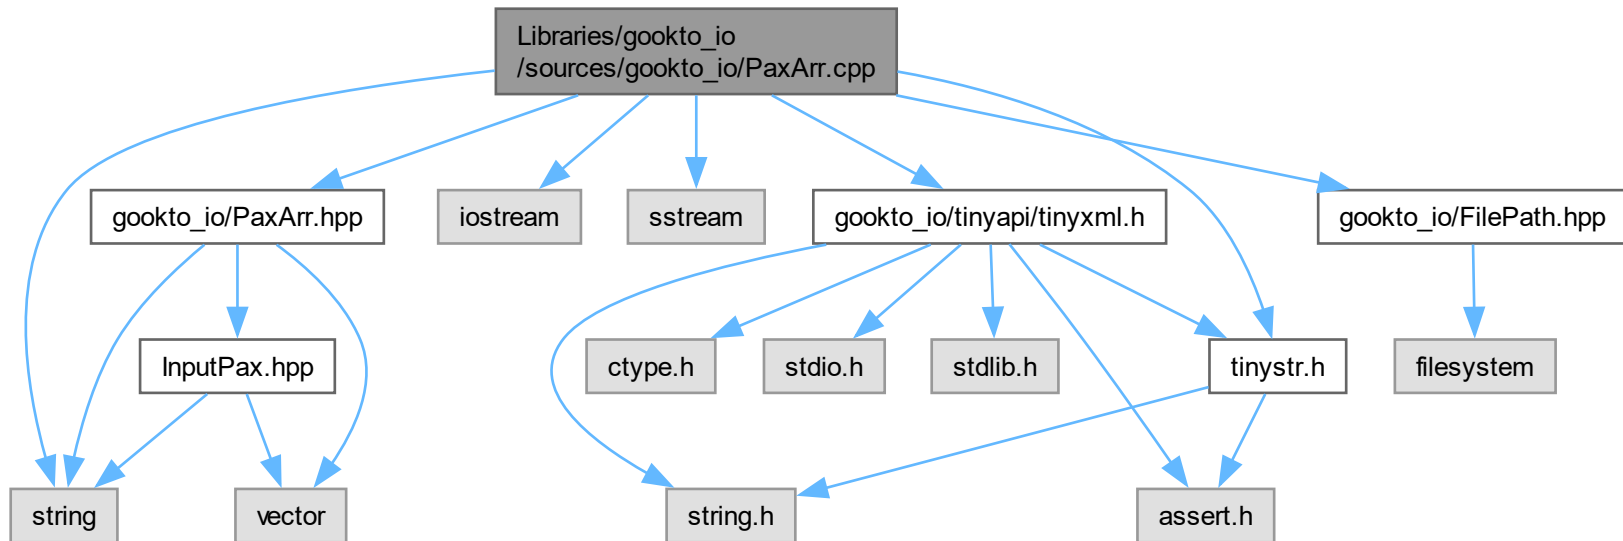 Libraries/gookto_io
/sources/gookto_io/PaxArr.cpp
gookto_io/PaxArr.hpp
iostream
sstream
gookto_io/tinyapi/tinyxml.h
gookto_io/FilePath.hpp
InputPax.hpp
ctype.h
stdio.h
stdlib.h
tinystr.h
filesystem
string
vector
string.h
assert.h